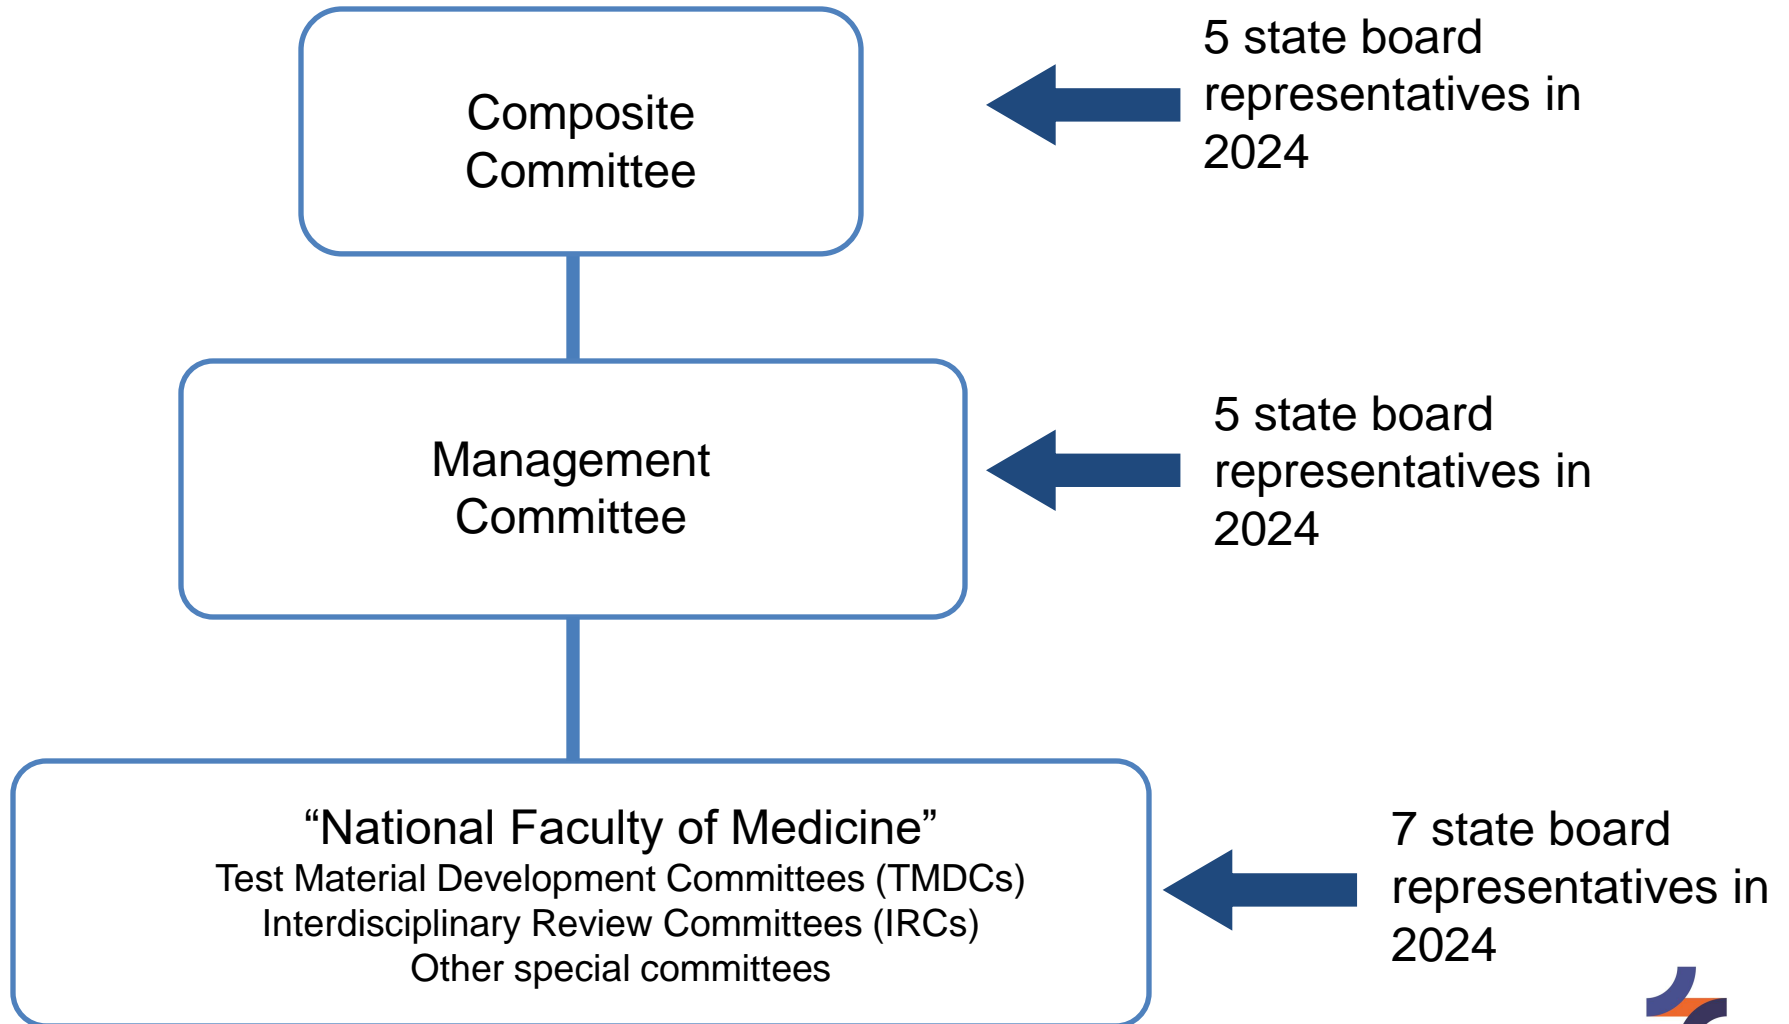 Composite
Committee
5 state board
representatives in
2024
Management
Committee
5 state board
representatives in
2024
“National Faculty of Medicine”
Test Material Development Committees (TMDCs)
Interdisciplinary Review Committees (IRCs)
Other special committees
7 state board
representatives in
2024